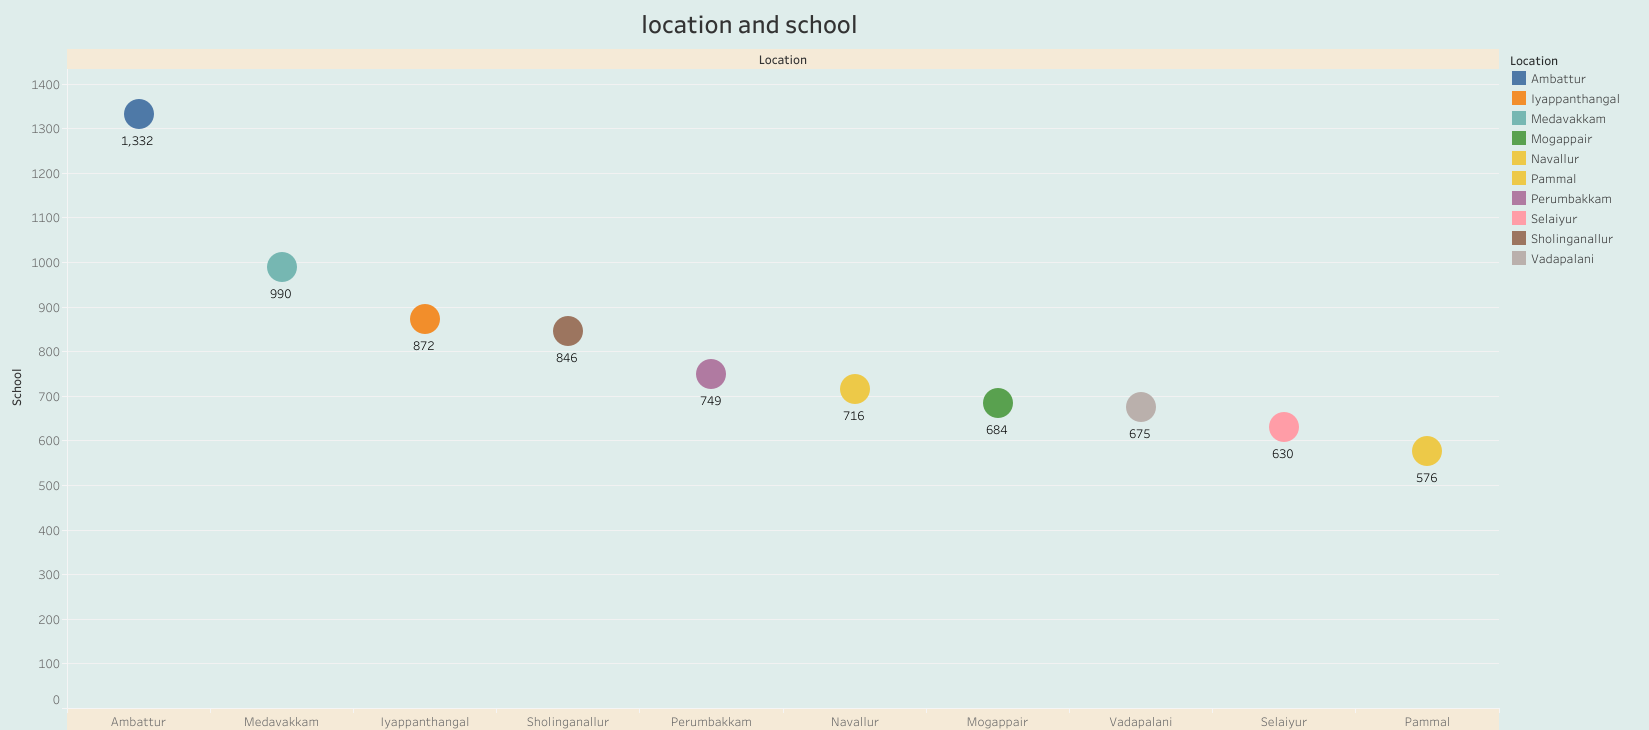 location and school
Location
1400
1300
1200
1100
1000
900
800
700
600
500
400
300
200
100
0
School
1,332
990
872
846
749
716
684
675
630
576
Ambattur
Medavakkam
Iyappanthangal
Sholinganallur
Perumbakkam
Navallur
Mogappair
Vadapalani
Selaiyur
Pammal
Location
Ambattur
Iyappanthangal
Medavakkam
Mogappair
Navallur
Pammal
Perumbakkam
Selaiyur
Sholinganallur
Vadapalani